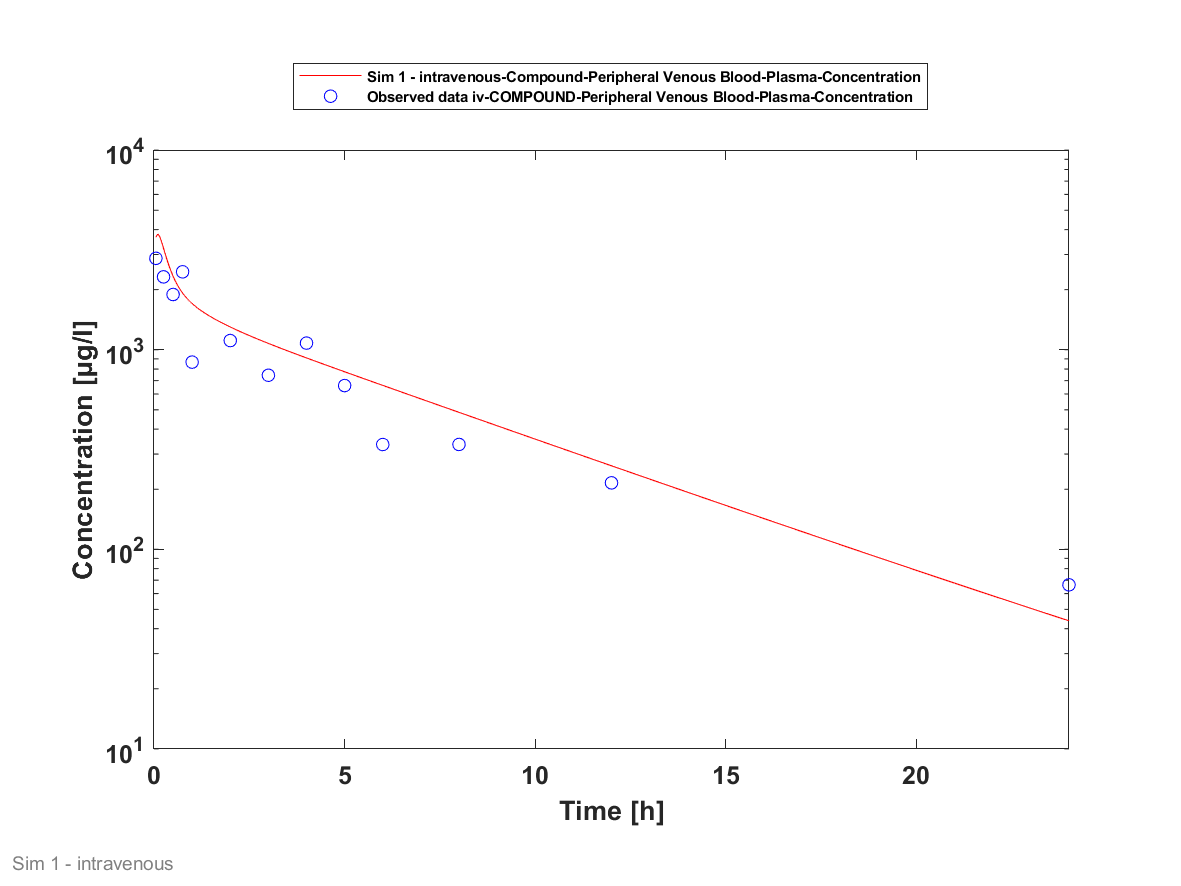 Sim 1 - intravenous-Compound-Peripheral Venous Blood-Plasma-Concentration
Observed data iv-COMPOUND-Peripheral Venous Blood-Plasma-Concentration
10^4
10^3
10^2
10^1
Concentration [µg/l]
0 5 10 15 20
Time [h]
Sim 1 - intravenous